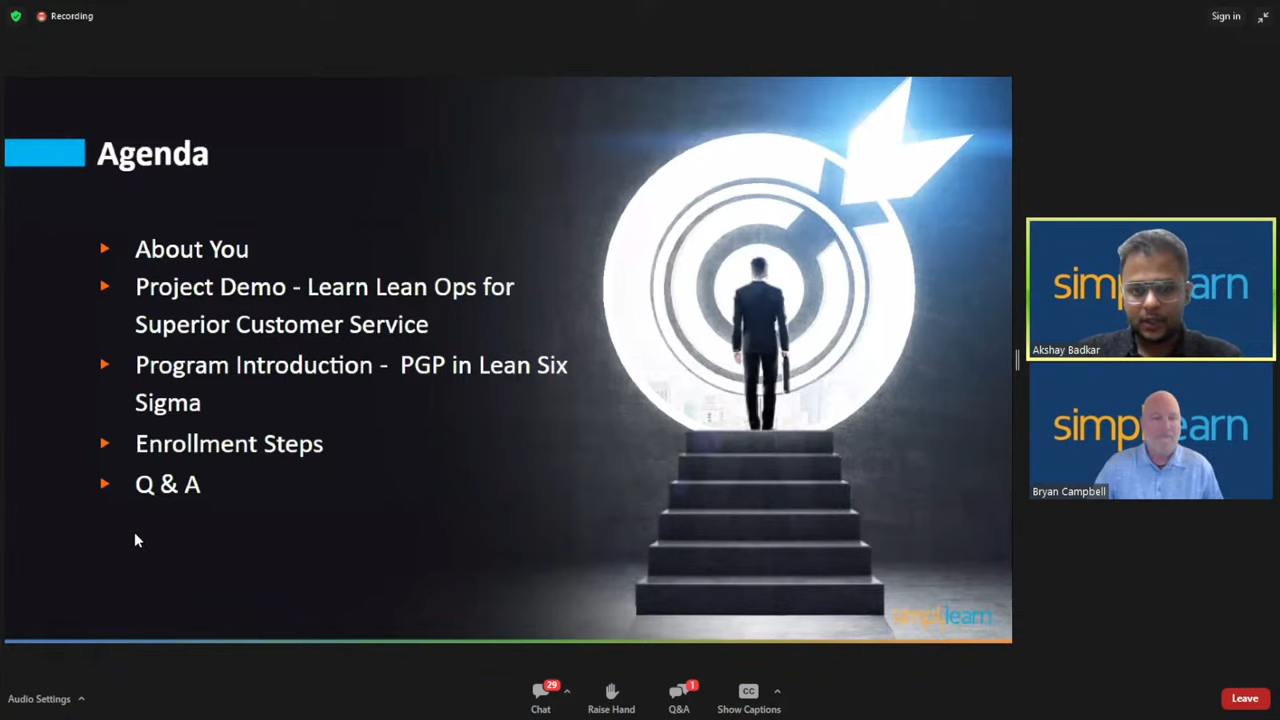 Recording
Sign in
Agenda
About You
Project Demo - Learn Lean Ops for
Superior Customer Service
Program Introduction - PGP in Lean Six
Sigma
Enrollment Steps
Q & A
simplilearn
Akshay Badkar
Bryan Campbell
Audio Settings
29
Chat
Raise Hand
1
Q&A
CC
Show Captions
Leave